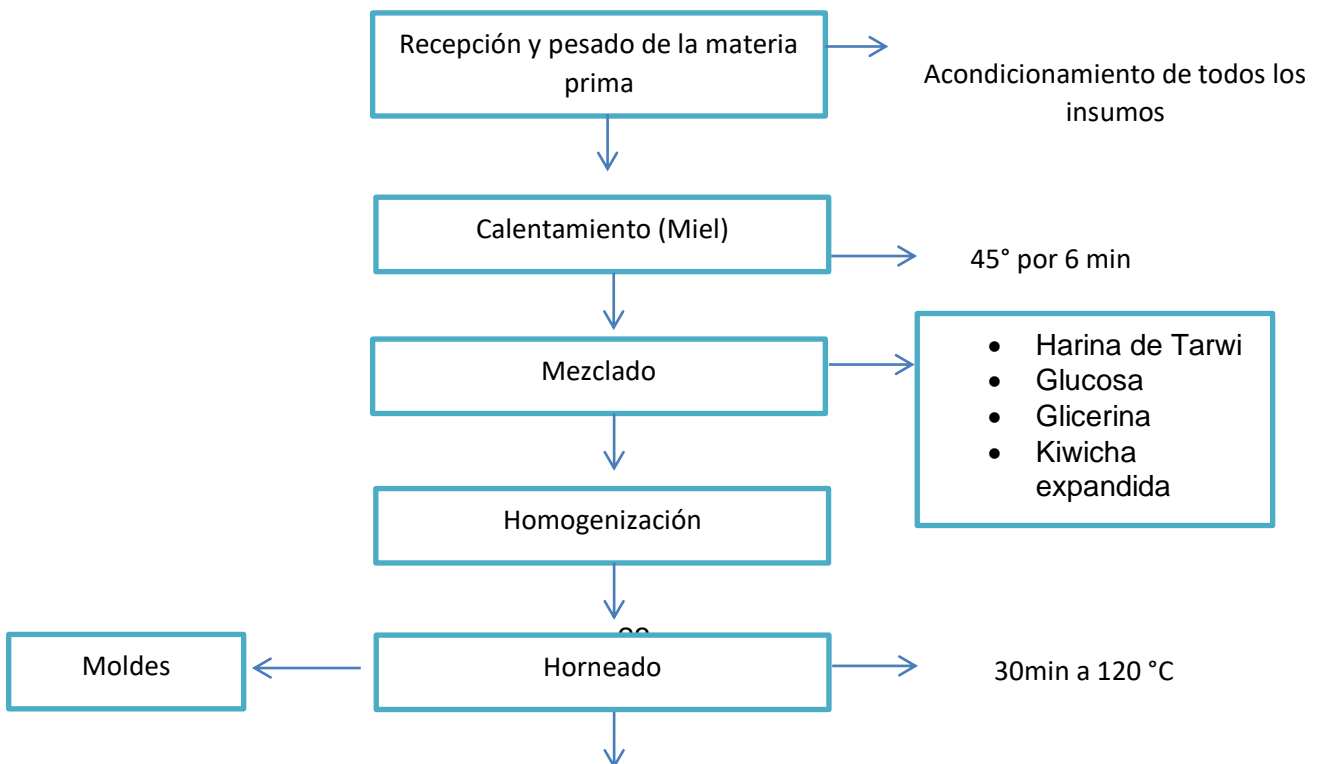 Recepción y pesado de la materia
prima
Acondicionamiento de todos los
insumos
Calentamiento (Miel)
45° por 6 min
Mezclado
• Harina de Tarwi
• Glucosa
• Glicerina
• Kiwicha
expandida
Homogenización
Moldes
Horneado
30min a 120 °C